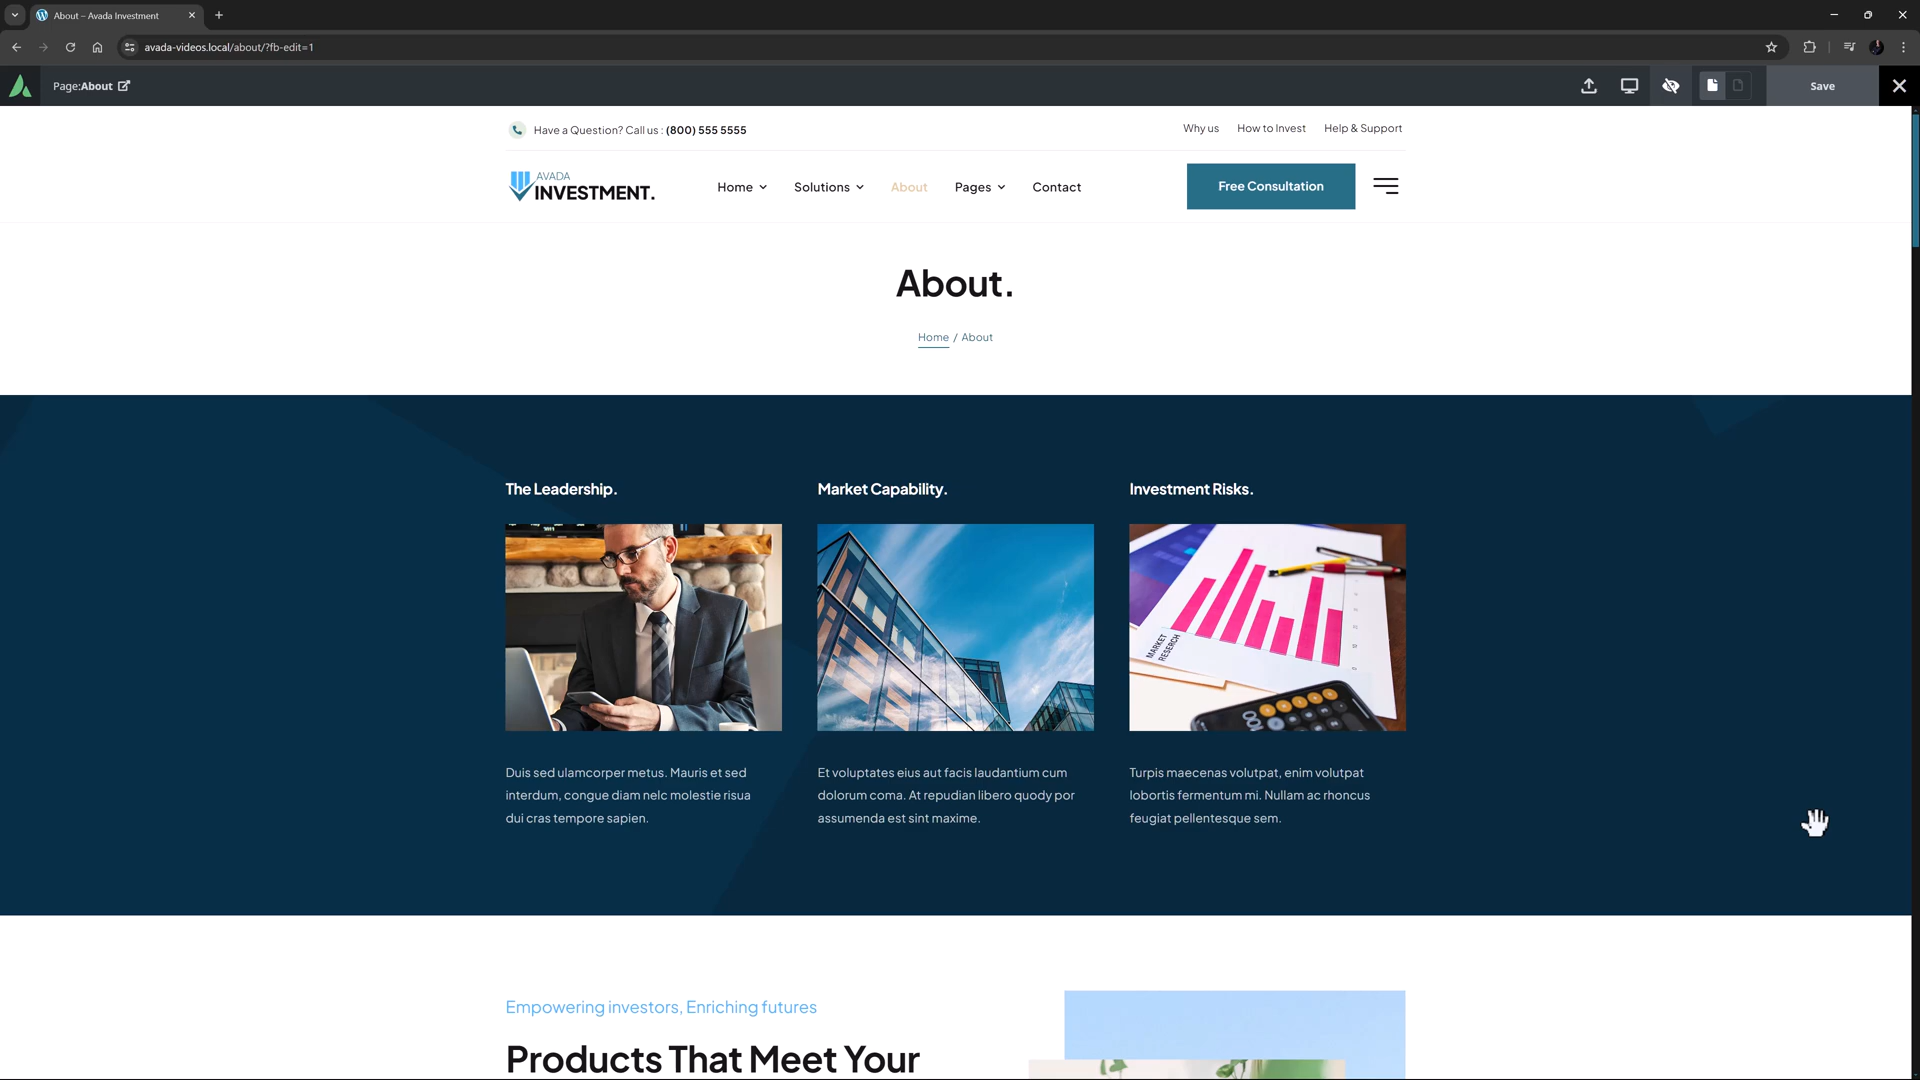 About – Avada Investment
avada-videos.local/about/?fb-edit=1
Page:About
Save
Have a Question? Call us : (800) 555 5555
Why us
How to Invest
Help & Support
AVADA
INVESTMENT.
Home
Solutions
About
Pages
Contact
Free Consultation
About.
Home / About
The Leadership.
Duis sed ulamcorper metus. Mauris et sed
interdum, congue diam nelc molestie risua
dui cras tempore sapien.
Market Capability.
Et voluptates eius aut facis laudantium cum
dolorum coma. At repudian libero quody por
assumenda est sint maxime.
Investment Risks.
MARKET
RESERCH
Turpis maecenas volutpat, enim volutpat
lobortis fermentum mi. Nullam ac rhoncus
feugiat pellentesque sem.
Empowering investors, Enriching futures
Products That Meet Your